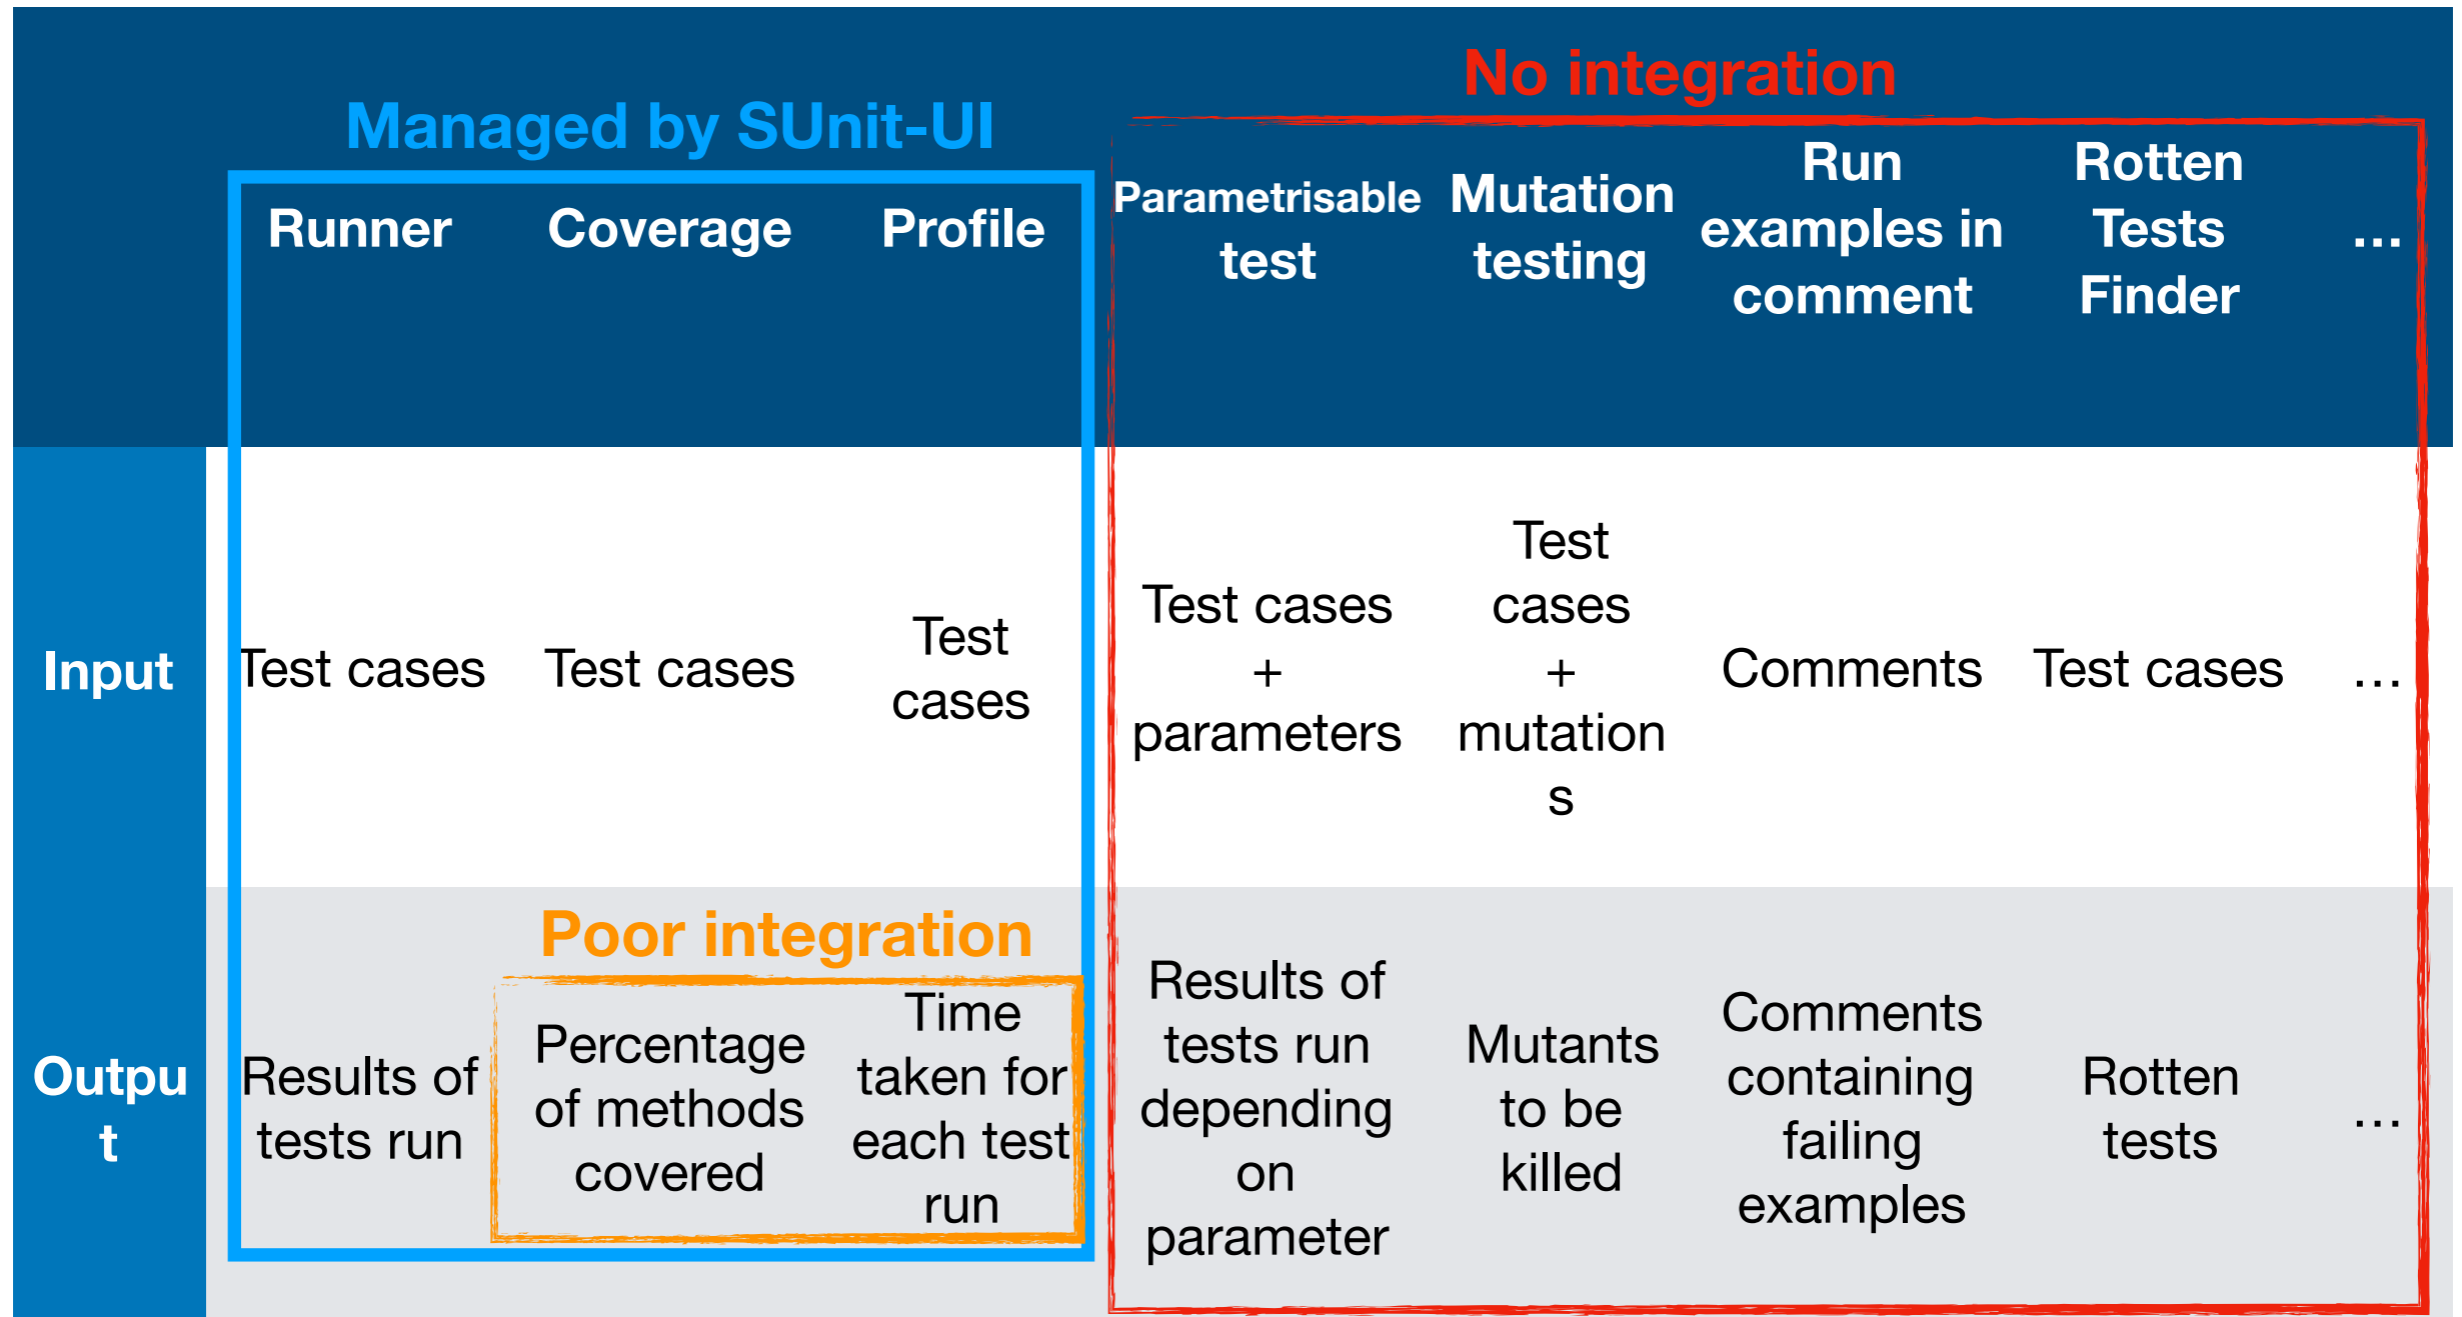 No integration
Managed by SUnit-UI
Runner
Coverage
Profile
Parametrisable
test
Mutation
testing
Run
examples in
comment
Rotten
Tests
Finder
...
Input
Test cases
Test cases
Test
cases
Test cases
+
parameters
Test
cases
+
mutation
s
Comments
Test cases
...
Poor integration
Outpu
t
Results of
tests run
Percentage
of methods
covered
Time
taken for
each test
run
Results of
tests run
depending
on
parameter
Mutants
to be
killed
Comments
containing
failing
examples
Rotten
tests
...